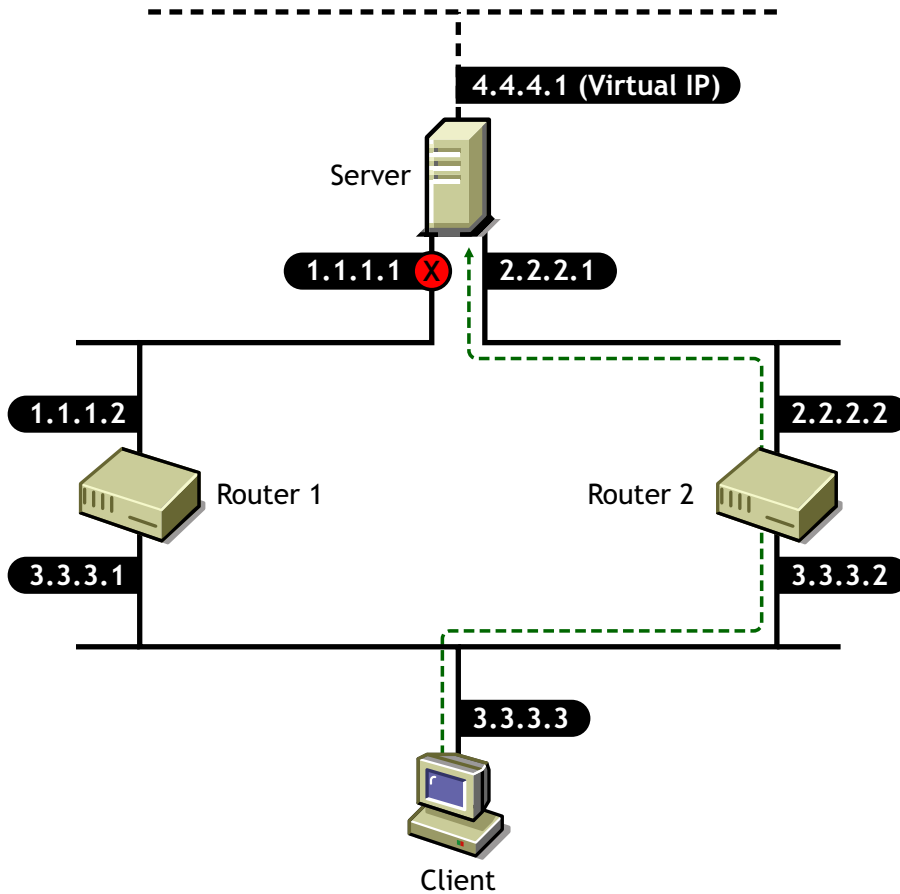 4.4.4.1 (Virtual IP)
Server
1.1.1.1
X
2.2.2.1
1.1.1.2
2.2.2.2
Router 1
Router 2
3.3.3.1
3.3.3.2
3.3.3.3
Client